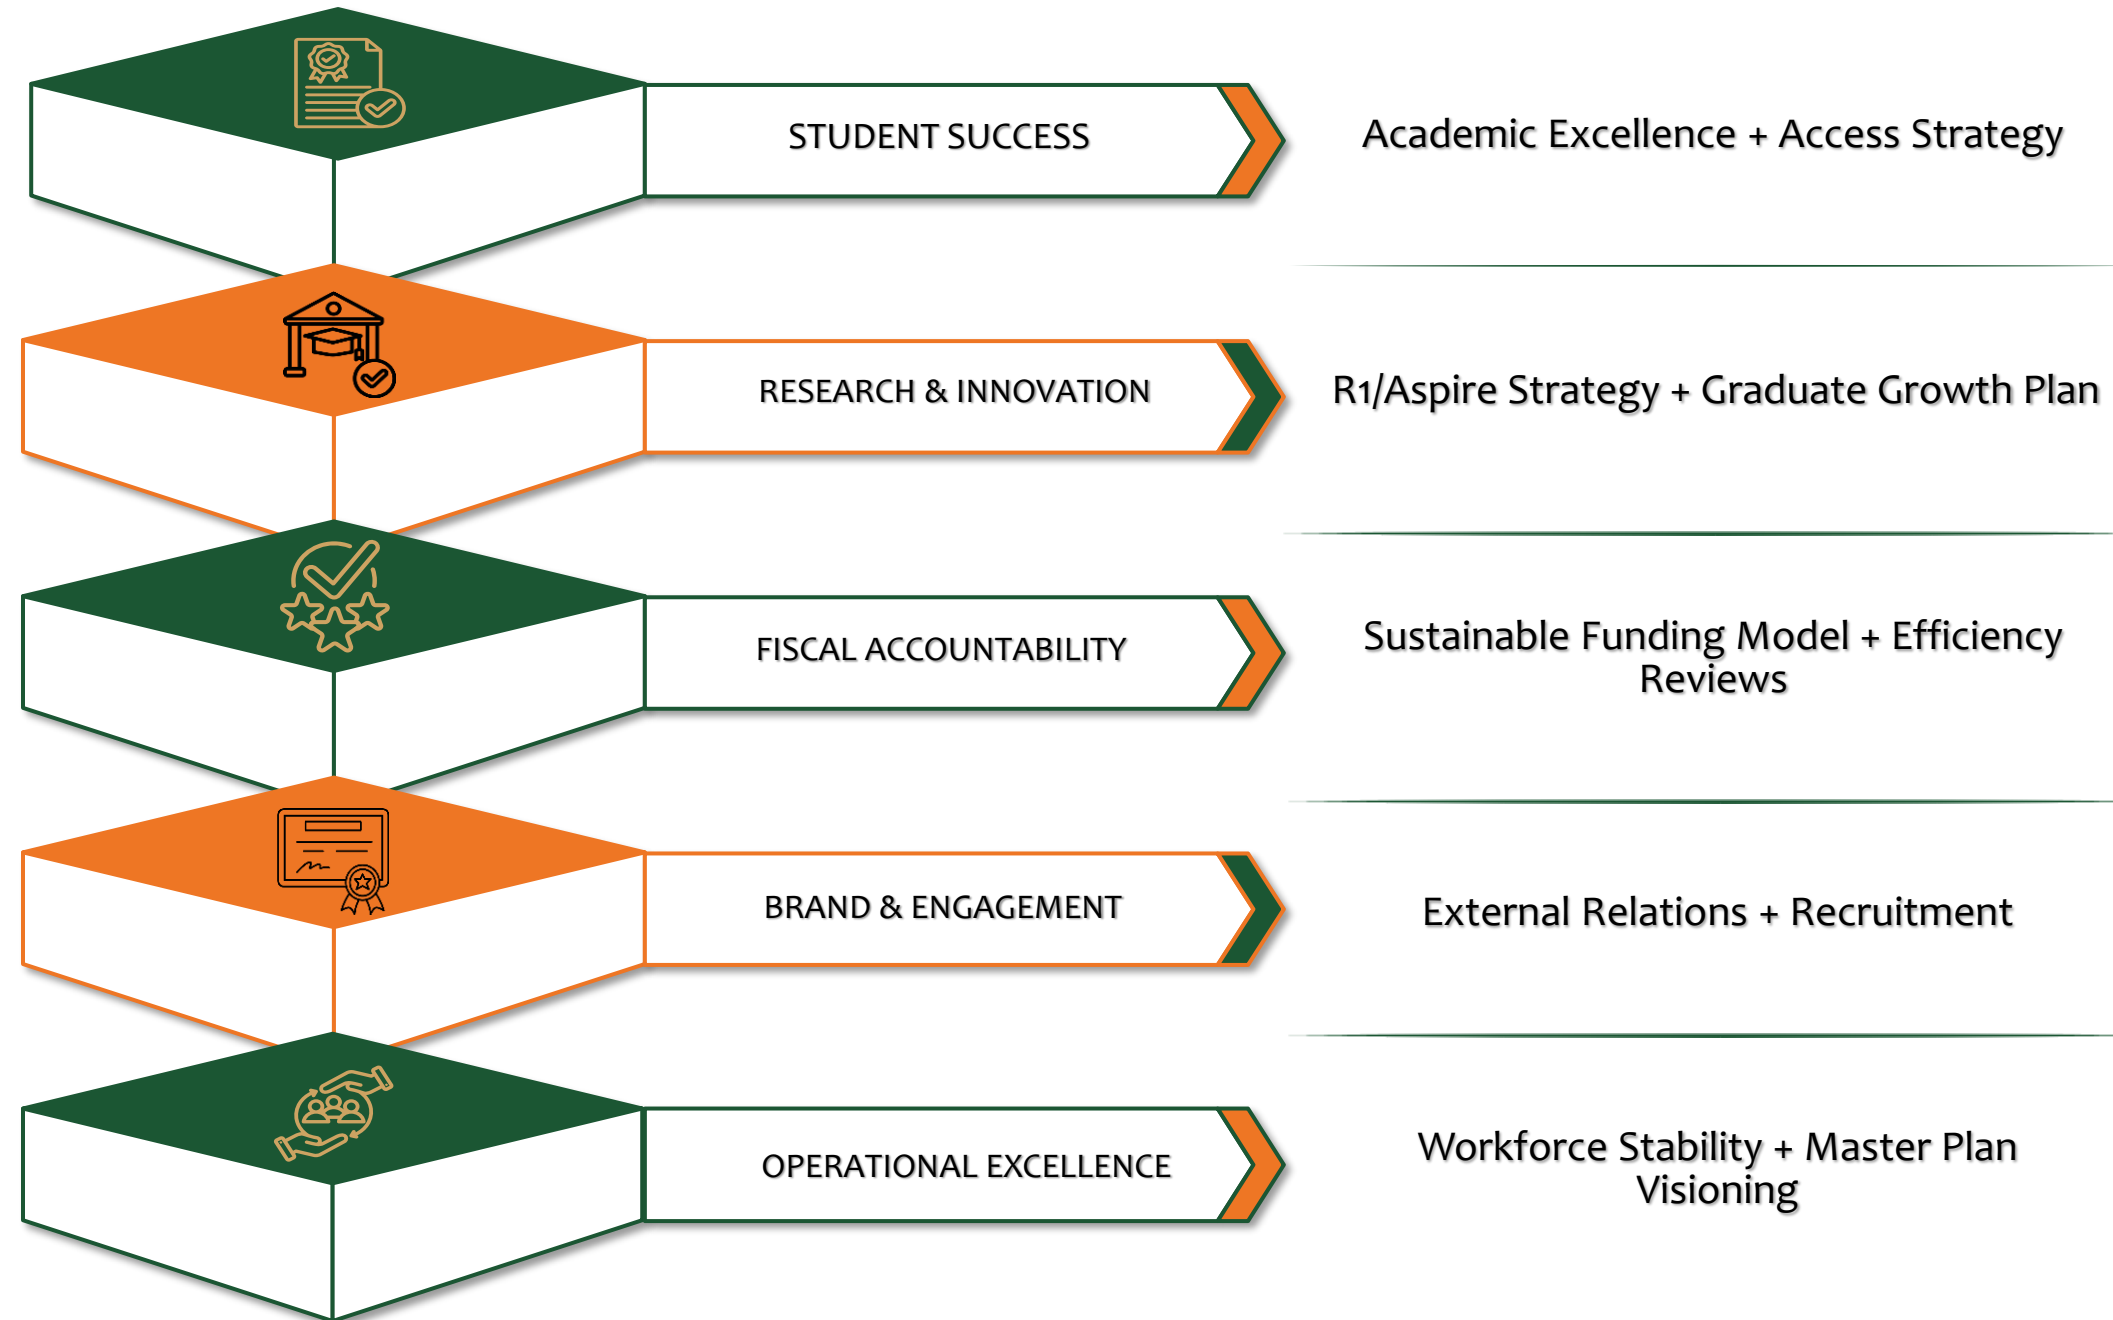 STUDENT SUCCESS
Academic Excellence + Access Strategy
RESEARCH & INNOVATION
R1/Aspire Strategy + Graduate Growth Plan
FISCAL ACCOUNTABILITY
Sustainable Funding Model + Efficiency
Reviews
BRAND & ENGAGEMENT
External Relations + Recruitment
OPERATIONAL EXCELLENCE
Workforce Stability + Master Plan
Visioning